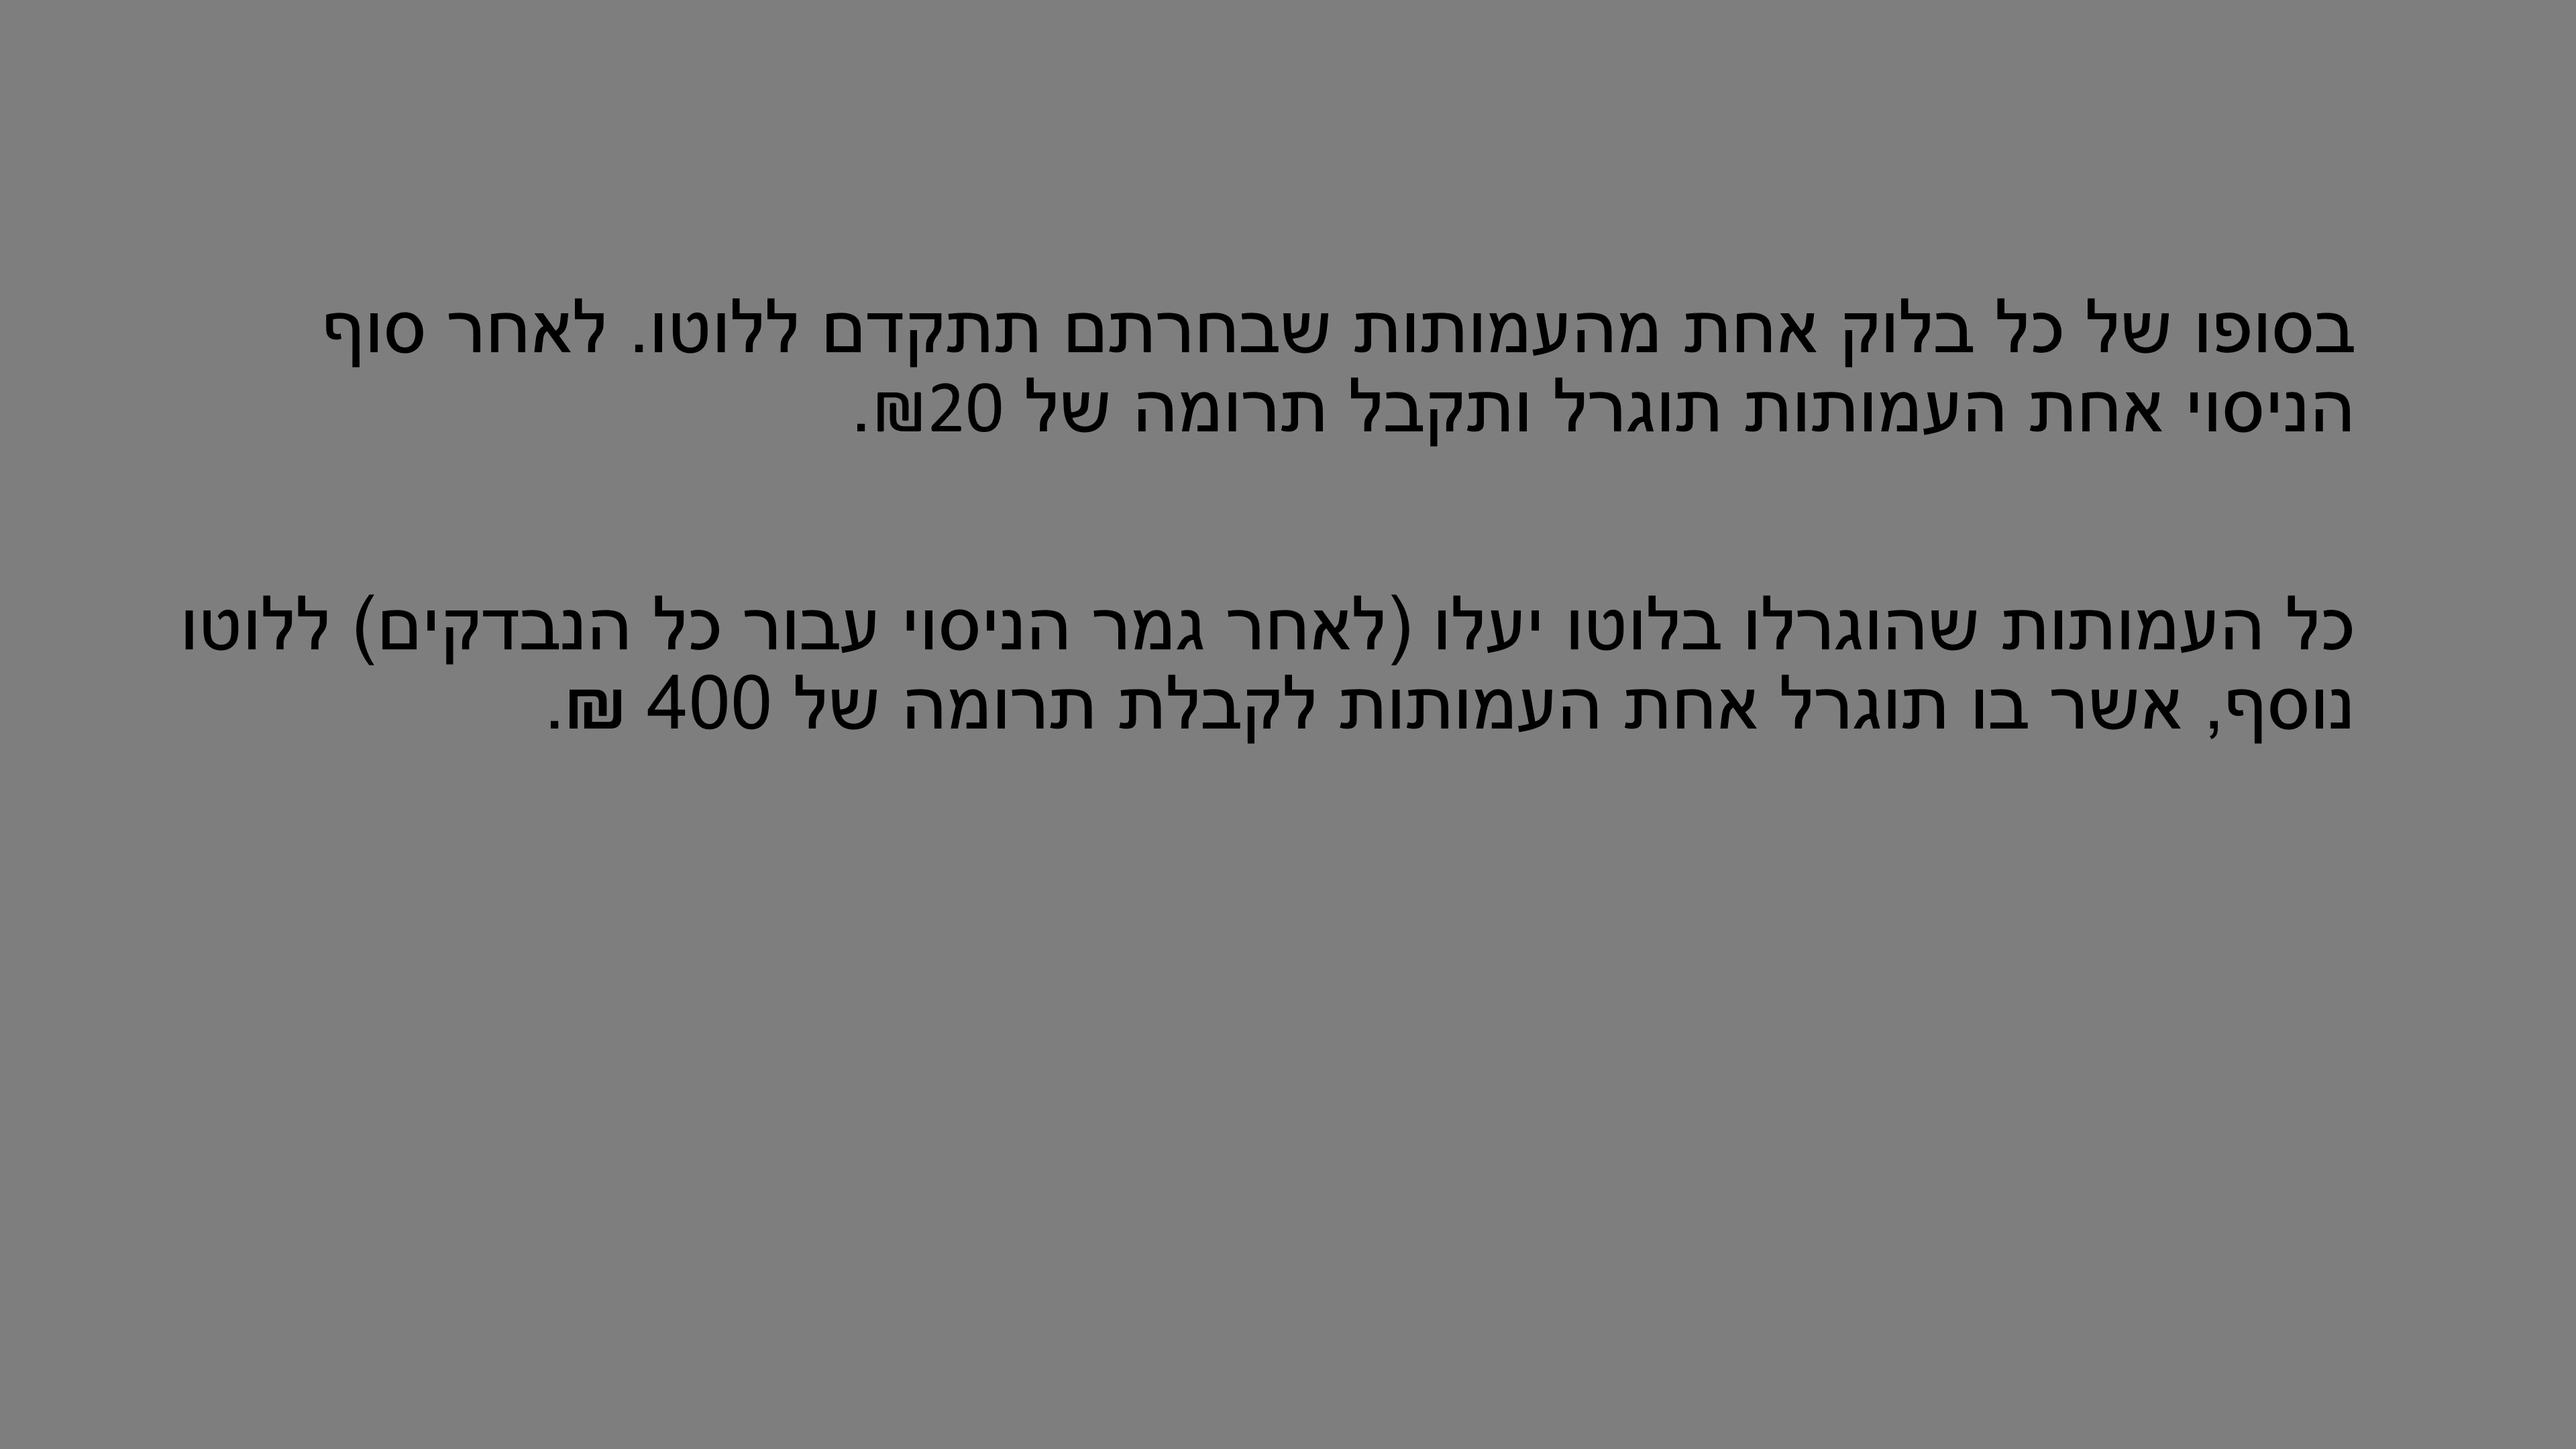 בסופו של כל בלוק אחת מהעמותות שבחרתם תתקדם ללוטו. לאחר סוף
הניסוי אחת העמותות תוגרל ותקבל תרומה של 20₪.
כל העמותות שהוגרלו בלוטו יעלו (לאחר גמר הניסוי עבור כל הנבדקים) ללוטו
נוסף, אשר בו תוגרל אחת העמותות לקבלת תרומה של 400 ₪.